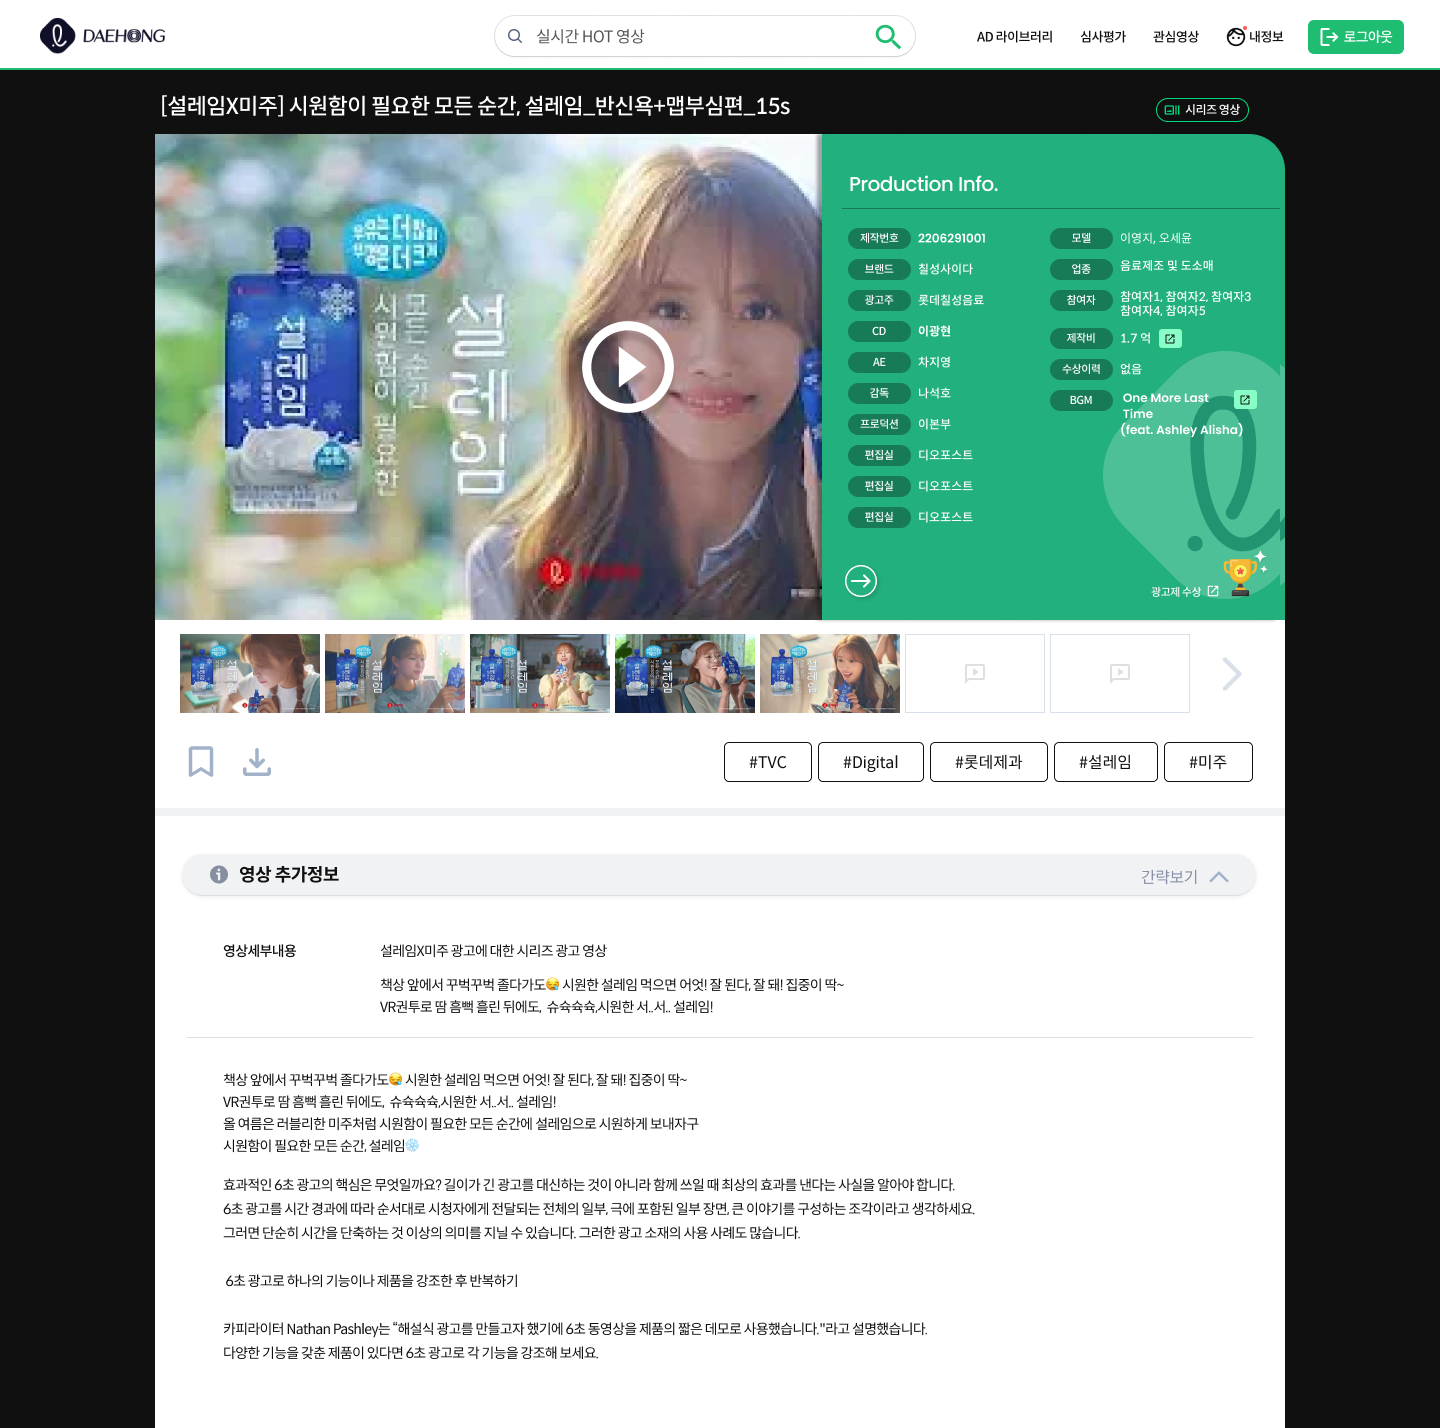 DAEHONG
실시간 HOT 영상
AD 라이브러리
심사평가
관심영상
내정보
로그아웃
[설레임X미주] 시원함이 필요한 모든 순간, 설레임_반신욕+맵부심편_15s
시리즈 영상
우유는 더 많이
얼음은 더 크게
설레임
시원함이 필요한
모든 순간
설레임
Production Info.
제작번호 2206291001
브랜드 칠성사이다
광고주 롯데칠성음료
CD 이광현
AE 차지영
감독 나석호
프로덕션 이본부
편집실 디오포스트
편집실 디오포스트
편집실 디오포스트
모델 이영지, 오세윤
업종 음료제조 및 도소매
참여자 참여자1, 참여자2, 참여자3
참여자4, 참여자5
제작비 1.7 억
수상이력 없음
BGM One More Last
Time
(feat. Ashley Alisha)
광고제 수상
설레임
설레임
설레임
설레임
설레임
#TVC
#Digital
#롯데제과
#설레임
#미주
영상 추가정보
간략보기
영상세부내용
설레임X미주 광고에 대한 시리즈 광고 영상
책상 앞에서 꾸벅꾸벅 졸다가도😪 시원한 설레임 먹으면 어엇! 잘 된다, 잘 돼! 집중이 딱~
VR권투로 땀 흠뻑 흘린 뒤에도, 슈슉슉슉,시원한 서..서.. 설레임!
책상 앞에서 꾸벅꾸벅 졸다가도😪 시원한 설레임 먹으면 어엇! 잘 된다, 잘 돼! 집중이 딱~
VR권투로 땀 흠뻑 흘린 뒤에도, 슈슉슉슉,시원한 서..서.. 설레임!
올 여름은 러블리한 미주처럼 시원함이 필요한 모든 순간에 설레임으로 시원하게 보내자구
시원함이 필요한 모든 순간, 설레임❄️
효과적인 6초 광고의 핵심은 무엇일까요? 길이가 긴 광고를 대신하는 것이 아니라 함께 쓰일 때 최상의 효과를 낸다는 사실을 알아야 합니다.
6초 광고를 시간 경과에 따라 순서대로 시청자에게 전달되는 전체의 일부, 극에 포함된 일부 장면, 큰 이야기를 구성하는 조각이라고 생각하세요.
그러면 단순히 시간을 단축하는 것 이상의 의미를 지닐 수 있습니다. 그러한 광고 소재의 사용 사례도 많습니다.
6초 광고로 하나의 기능이나 제품을 강조한 후 반복하기
카피라이터 Nathan Pashley는 “해설식 광고를 만들고자 했기에 6초 동영상을 제품의 짧은 데모로 사용했습니다."라고 설명했습니다.
다양한 기능을 갖춘 제품이 있다면 6초 광고로 각 기능을 강조해 보세요.